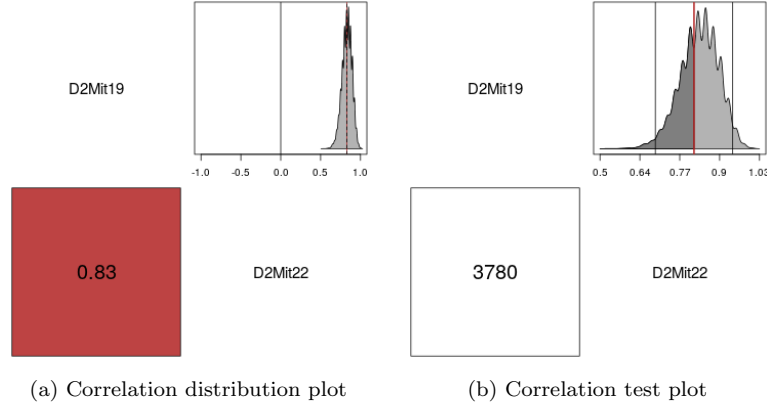 D2Mit19
-1.0 -0.5 0.0 0.5 1.0
0.83
D2Mit22
(a) Correlation distribution plot
D2Mit19
0.5 0.64 0.77 0.9 1.03
3780
D2Mit22
(b) Correlation test plot